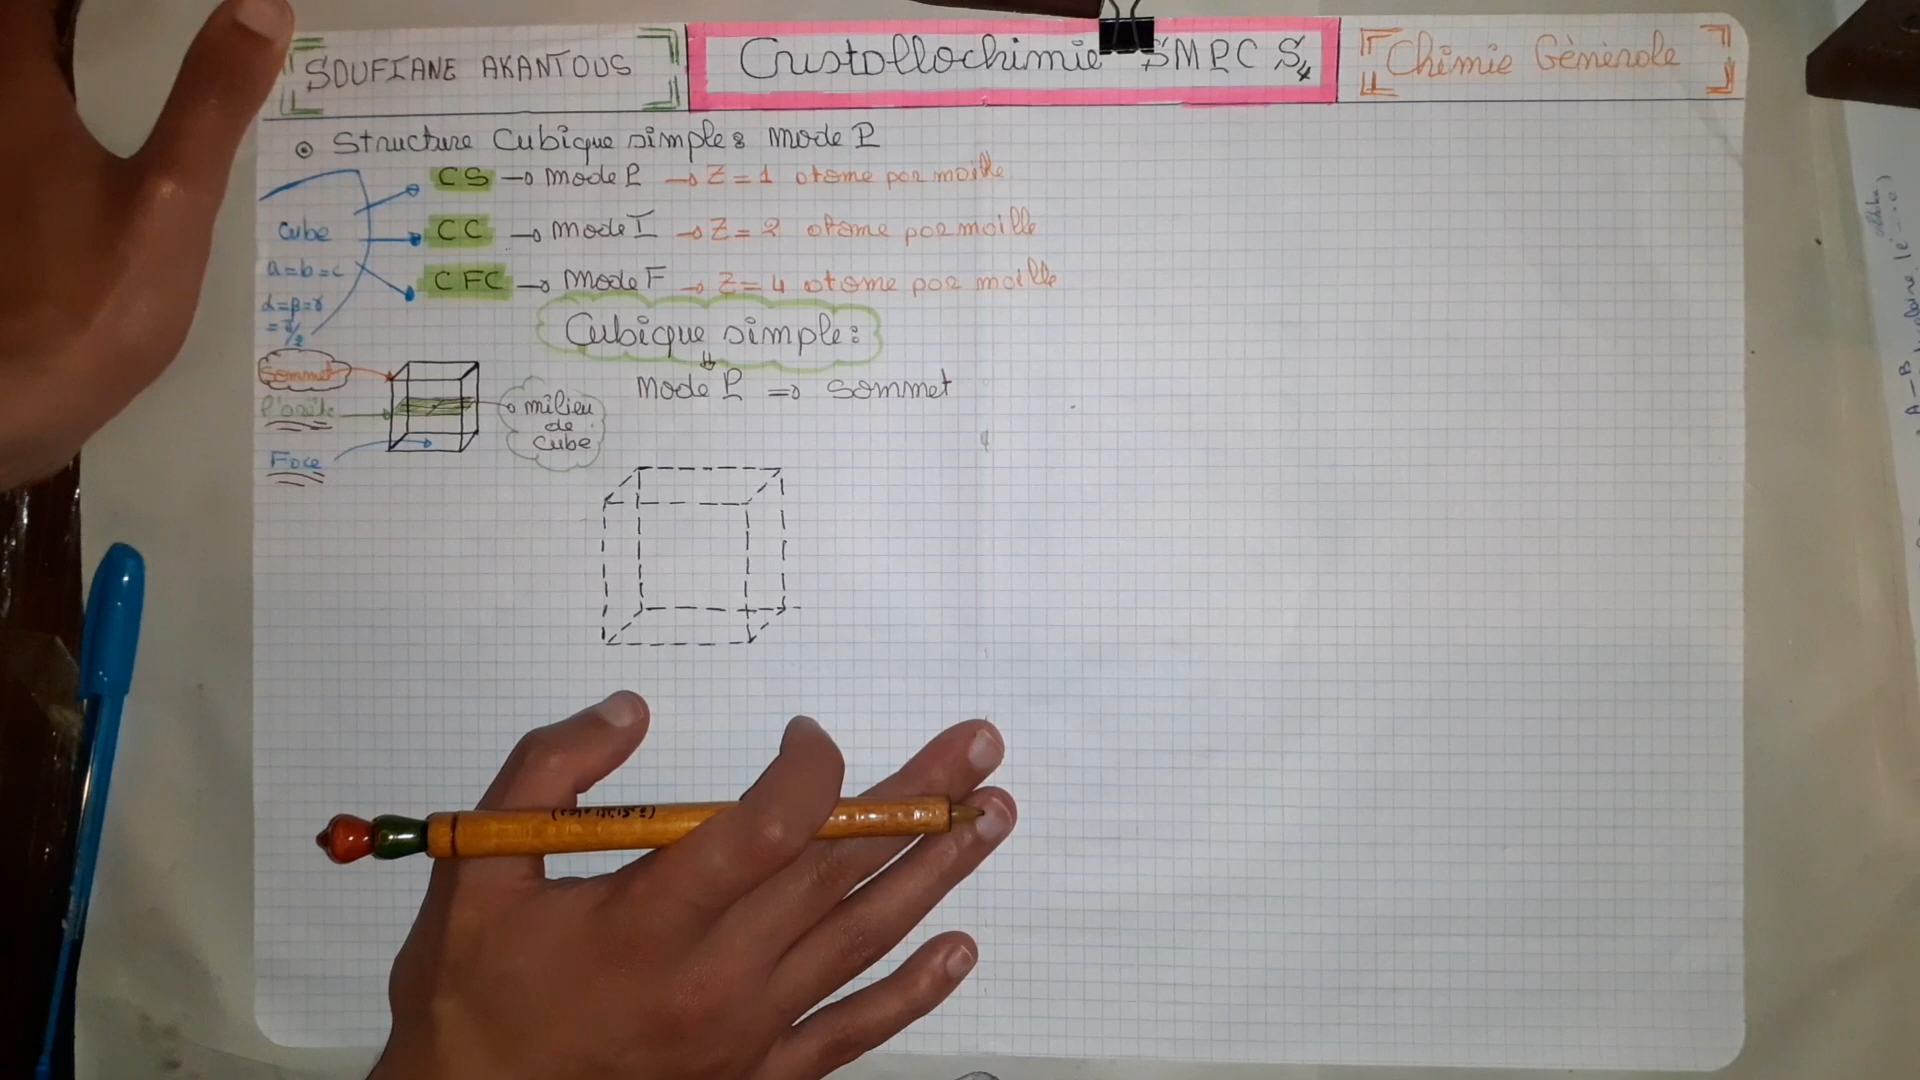 SOUFIANE AKANTOUS
Cristallochimie SMPC S4
Chimie Génèrale
Structure Cubique simple: mode P
CS → mode P → Z = 1 atome par maille
Cube
CC → mode I → Z = 2 atome par maille
a=b=c
CFC → mode F → Z = 4 atome par maille
α=β=γ
=π/2
Cubique simple:
Sommet
mode P ⇒ sommet
l'arête
milieu
de
Cube
Face
A-B